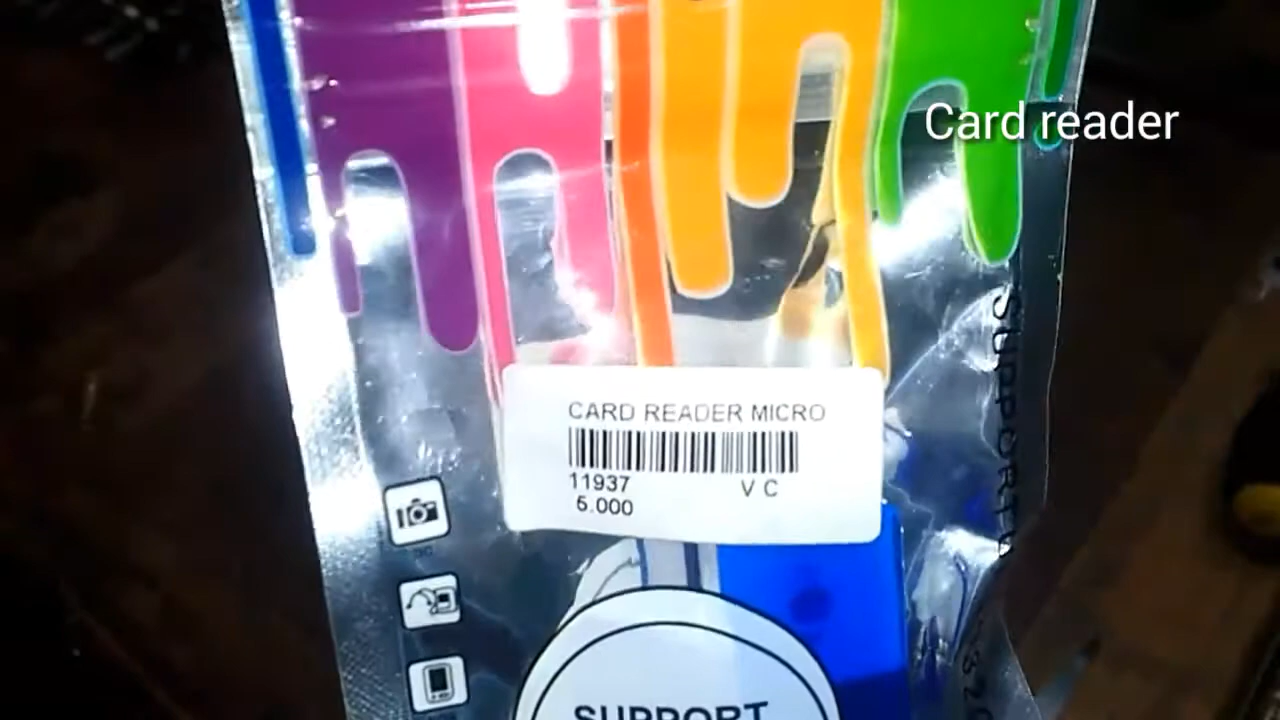 Card reader
CARD READER MICRO
11937 V C
5.000
SUPPORT